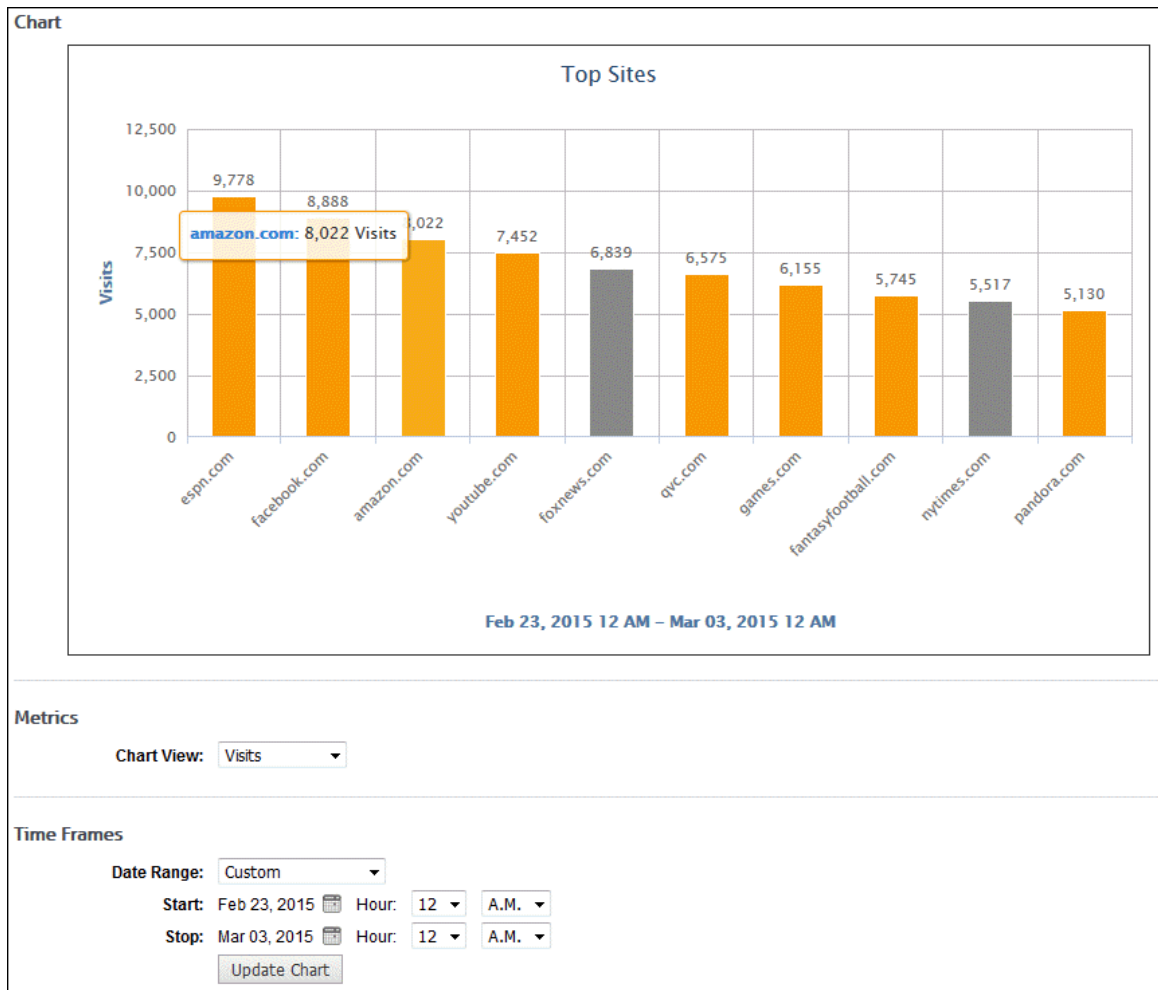 Chart
Top Sites
12,500
10,000
7,500
5,000
2,500
0
Visits
9,778
8,888
,022
7,452
6,839
6,575
6,155
5,745
5,517
5,130
amazon.com: 8,022 Visits
espn.com
facebook.com
amazon.com
youtube.com
foxnews.com
qvc.com
games.com
fantasyfootball.com
nytimes.com
pandora.com
Feb 23, 2015 12 AM – Mar 03, 2015 12 AM
Metrics
Chart View: Visits
Time Frames
Date Range: Custom
Start: Feb 23, 2015 Hour: 12 A.M.
Stop: Mar 03, 2015 Hour: 12 A.M.
Update Chart